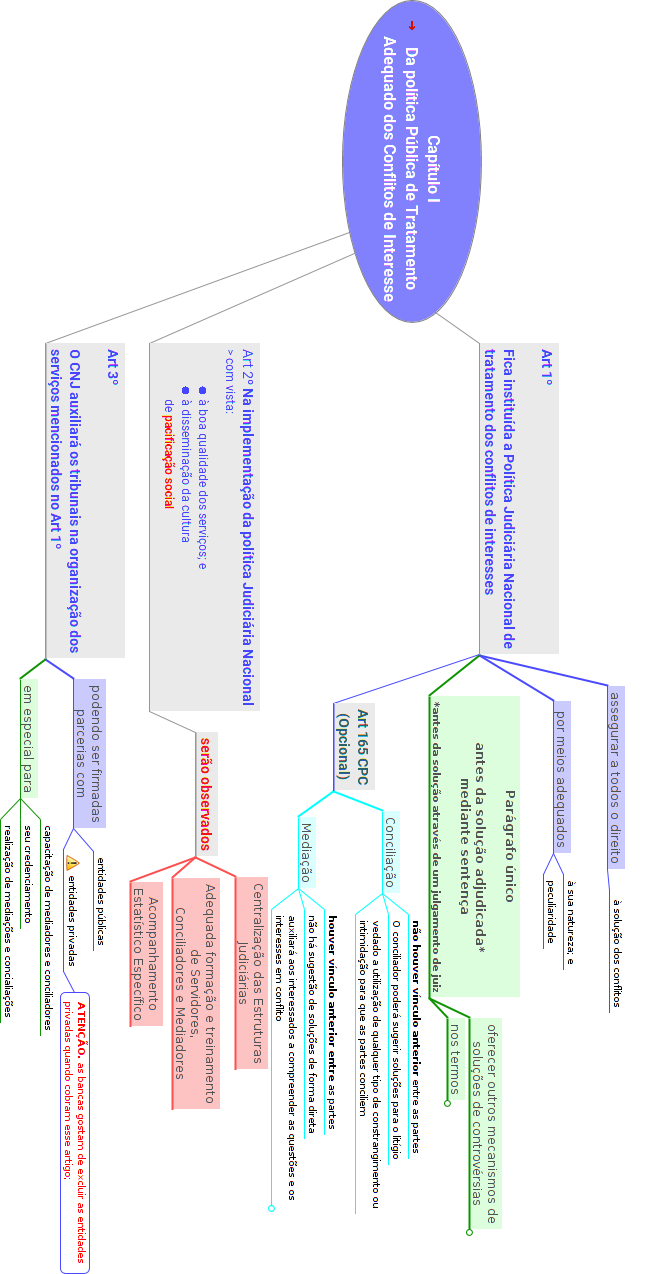 Capítulo I
➔ Da política Pública de Tratamento
Adequado dos Conflitos de Interesse
Art 1º
Fica instituída a Política Judiciária Nacional de
tratamento dos conflitos de interesses
assegurar a todos o direito
à solução dos conflitos
por meios adequados
à sua natureza; e
peculiaridade
Parágrafo único
antes da solução adjudicada*
mediante sentença
*antes da solução através de um julgamento de juiz
oferecer outros mecanismos de
soluções de controvérsias
nos termos
Art 165 CPC
(Opcional)
Conciliação
não houver vínculo anterior entre as partes
O conciliador poderá sugerir soluções para o litígio
vedado a utilização de qualquer tipo de constrangimento ou
intimidação para que as partes conciliem
Mediação
houver vínculo anterior entre as partes
não há sugestão de soluções de forma direta
auxiliará aos interessados a compreender as questões e os
interesses em conflito
Art 2º Na implementação da política Judiciária Nacional
> com vista:
● à boa qualidade dos serviços; e
● à disseminação da cultura
de pacificação social
serão observados
Centralização das Estruturas
Judiciárias
Adequada formação e treinamento
de Servidores,
Conciliadores e Mediadores
Acompanhamento
Estatístico Específico
Art 3º
O CNJ auxiliará os tribunais na organização dos
serviços mencionados no Art 1º
podendo ser firmadas
parcerias com
entidades públicas
entidades privadas
ATENÇÃO, as bancas gostam de excluir as entidades
privadas quando cobram esse artigo;
em especial para
capacitação de mediadores e conciliadores
seu credenciamento
realização de mediações e concialiações